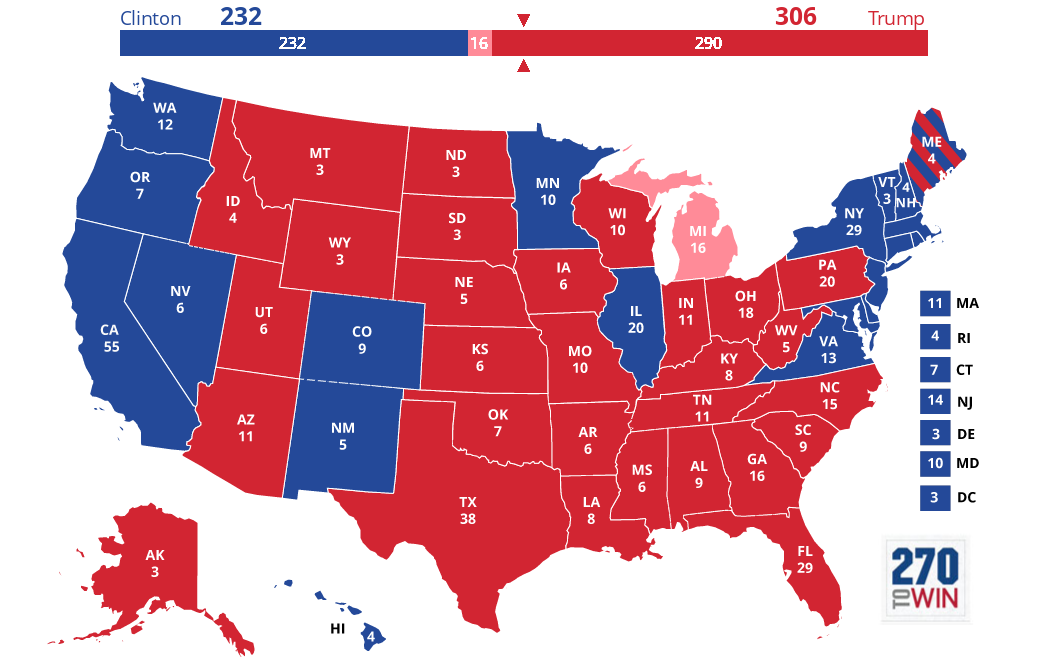 Clinton 232 306 Trump
232 16 290
WA
12
OR
7
ID
4
MT
3
ND
3
MN
10
SD
3
WY
3
WI
10
MI
16
ME
4
VT
3
4
NH
NY
29
CA
55
NV
6
UT
6
CO
9
NE
5
IA
6
KS
6
MO
10
IL
20
IN
11
OH
18
PA
20
WV
5
VA
13
KY
8
AZ
11
NM
5
OK
7
AR
6
TN
11
NC
15
SC
9
MS
6
AL
9
GA
16
TX
38
LA
8
FL
29
AK
3
HI 4
11 MA
4 RI
7 CT
14 NJ
3 DE
10 MD
3 DC
270
TO WIN